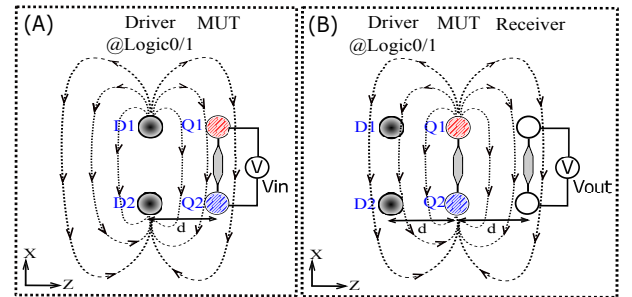 (A)
Driver
MUT
@Logic0/1
D1
Q1
V
Vin
D2
Q2
d
X
Z
(B)
Driver
MUT
Receiver
@Logic0/1
D1
Q1
V
Vout
D2
Q2
d
d
X
Z